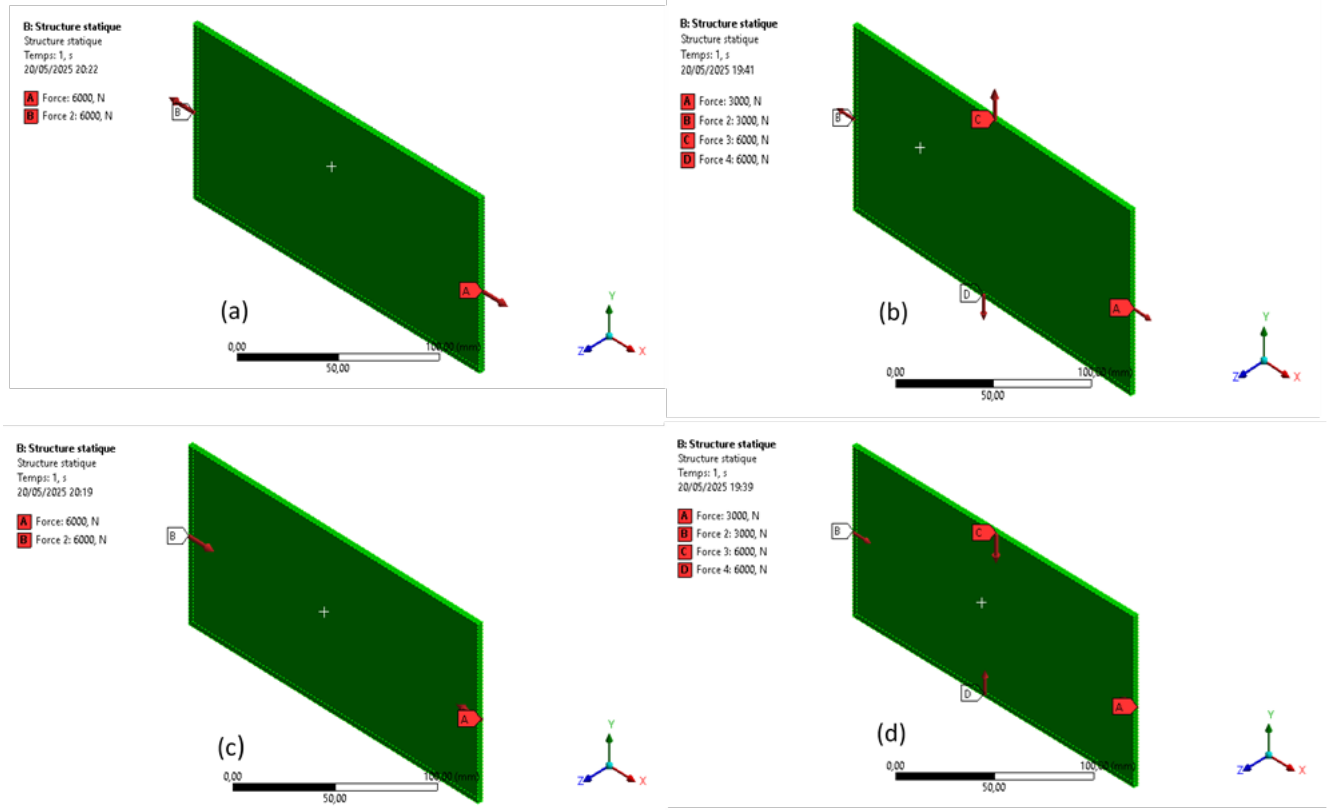 B: Structure statique
Structure statique
Temps: 1, s
20/05/2025 20:22
A Force: 6000, N
B Force 2: 6000, N
B
A
(a)
0,00
100,00 (mm)
50,00
Y
Z
X
B: Structure statique
Structure statique
Temps: 1, s
20/05/2025 19:41
A Force: 3000, N
B Force 2: 3000, N
C Force 3: 6000, N
D Force 4: 6000, N
B
C
D
A
(b)
0,00
100,00 (mm)
50,00
Y
Z
X
B: Structure statique
Structure statique
Temps: 1, s
20/05/2025 20:19
A Force: 6000, N
B Force 2: 6000, N
B
A
(c)
0,00
100,00 (mm)
50,00
Y
Z
X
B: Structure statique
Structure statique
Temps: 1, s
20/05/2025 19:39
A Force: 3000, N
B Force 2: 3000, N
C Force 3: 6000, N
D Force 4: 6000, N
B
C
D
A
(d)
0,00
100,00 (mm)
50,00
Y
Z
X